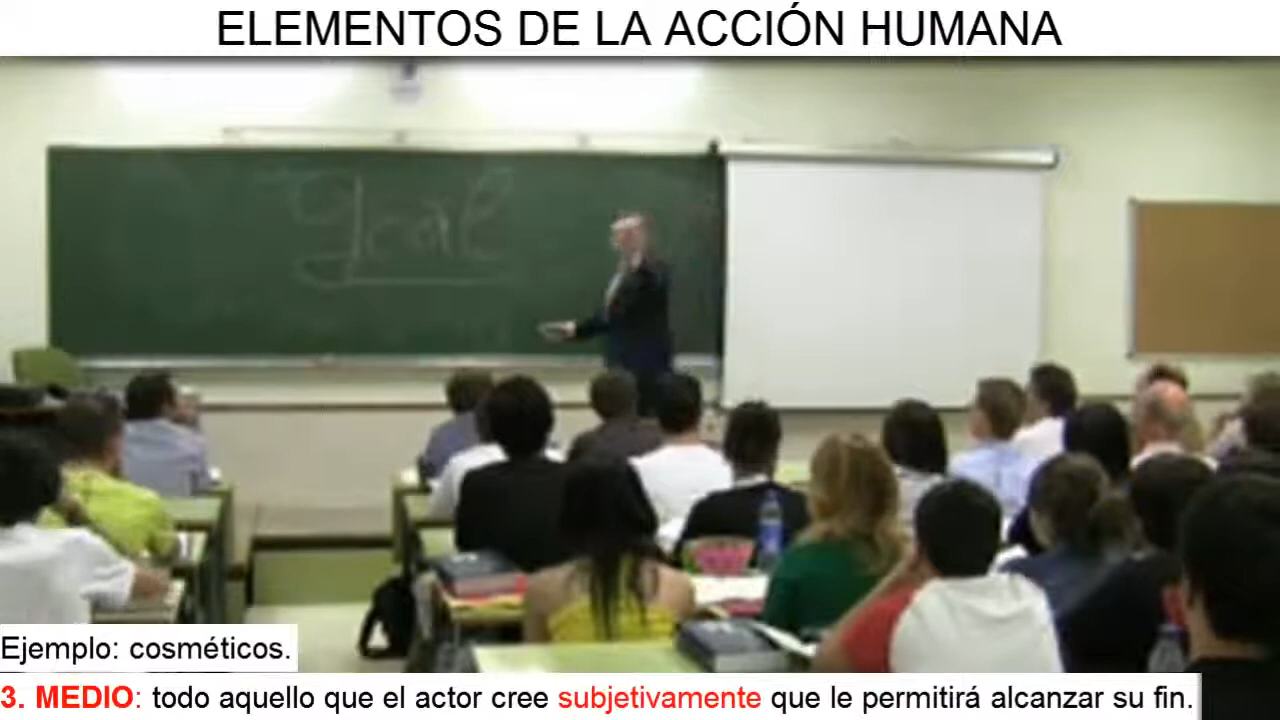 ELEMENTOS DE LA ACCIÓN HUMANA
goal
Ejemplo: cosméticos.
3. MEDIO: todo aquello que el actor cree subjetivamente que le permitirá alcanzar su fin.